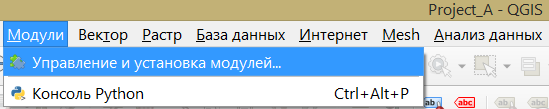 Project_A - QGIS
Модули Вектор Растр База данных Интернет Mesh Анализ данных
Управление и установка модулей...
Консоль Python Ctrl+Alt+P
abc abc